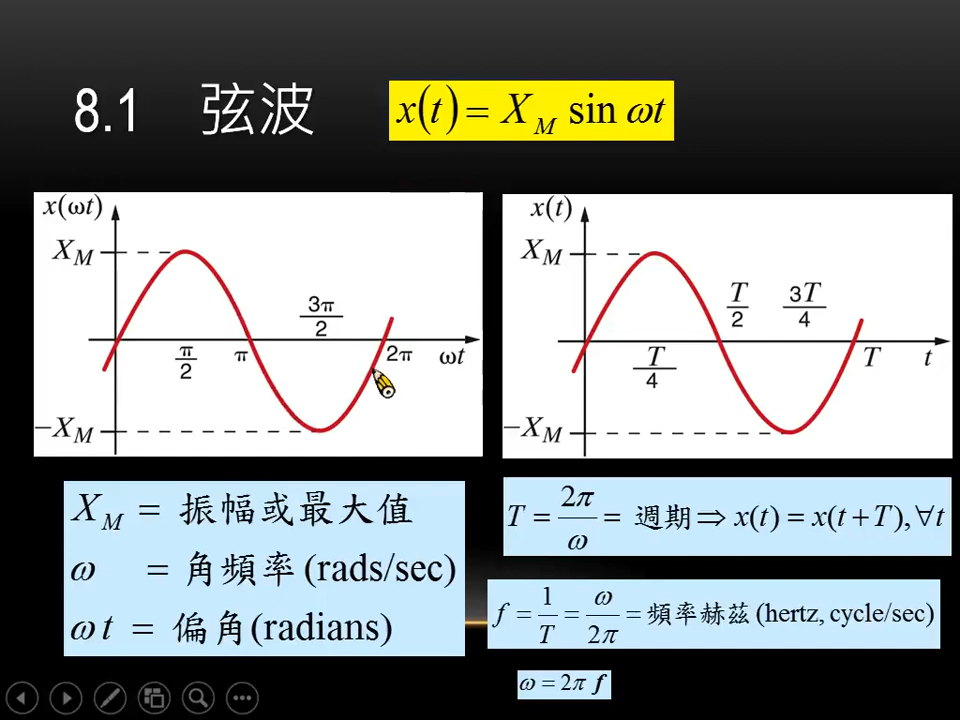 8.1 弦波
x(t) = X_M sin ωt
x(ωt)
X_M
3π/2
π/2
π
2π
ωt
−X_M
x(t)
X_M
T/2
3T/4
T/4
T
t
−X_M
X_M = 振幅或最大值
ω = 角頻率 (rads/sec)
ω t = 偏角(radians)
T = 2π/ω = 週期 ⇒ x(t) = x(t + T), ∀t
f = 1/T = ω/2π = 頻率赫茲 (hertz, cycle/sec)
ω = 2π f